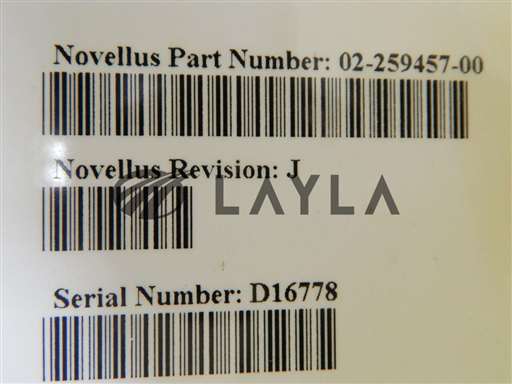 Novellus Part Number: 02-259457-00
Novellus Revision: J
LAYLA
Serial Number: D16778